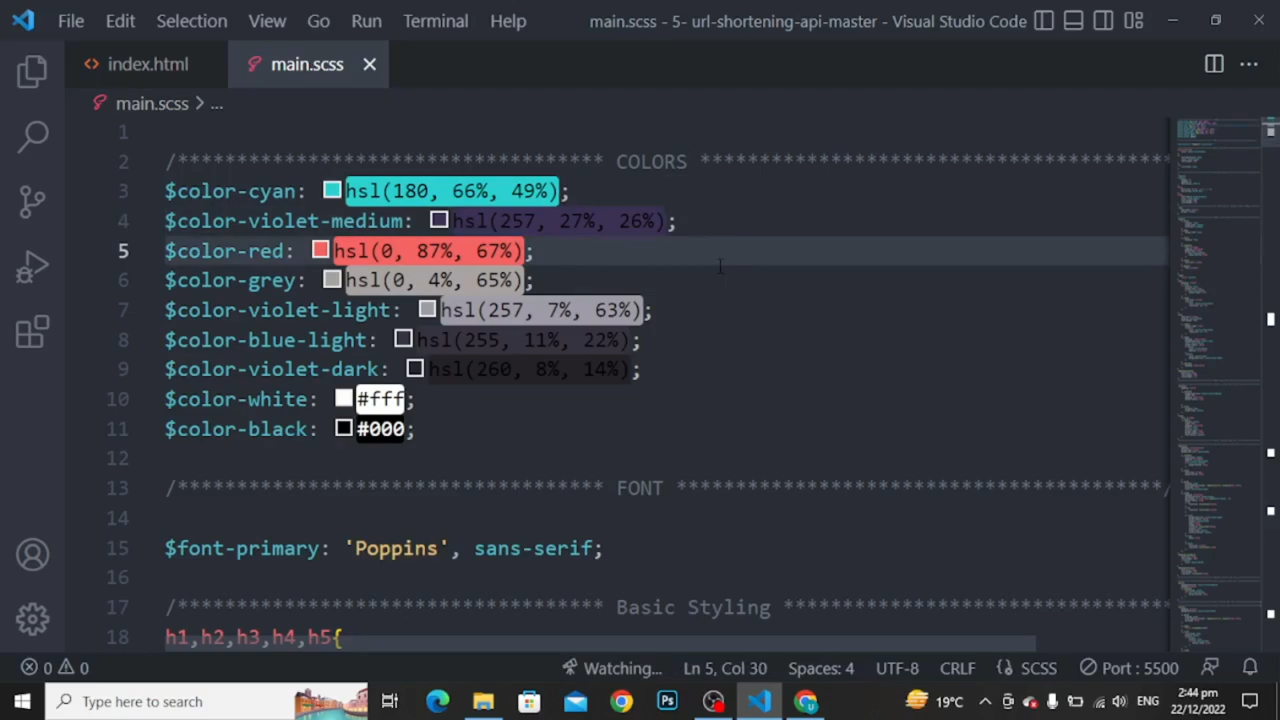 File Edit Selection View Go Run Terminal Help main.scss - 5- url-shortening-api-master - Visual Studio Code
index.html main.scss
main.scss > ...
1
2 /************************************ COLORS ****************************************
3 $color-cyan: hsl(180, 66%, 49%);
4 $color-violet-medium: hsl(257, 27%, 26%);
5 $color-red: hsl(0, 87%, 67%);
6 $color-grey: hsl(0, 4%, 65%);
7 $color-violet-light: hsl(257, 7%, 63%);
8 $color-blue-light: hsl(255, 11%, 22%);
9 $color-violet-dark: hsl(260, 8%, 14%);
10 $color-white: #fff;
11 $color-black: #000;
12
13 /************************************ FONT *****************************************/
14
15 $font-primary: 'Poppins', sans-serif;
16
17 /************************************ Basic Styling *********************************
18 h1,h2,h3,h4,h5{
0 0 Watching... Ln 5, Col 30 Spaces: 4 UTF-8 CRLF SCSS Port : 5500
Type here to search Ps 19°C ENG 2:44 pm
22/12/2022